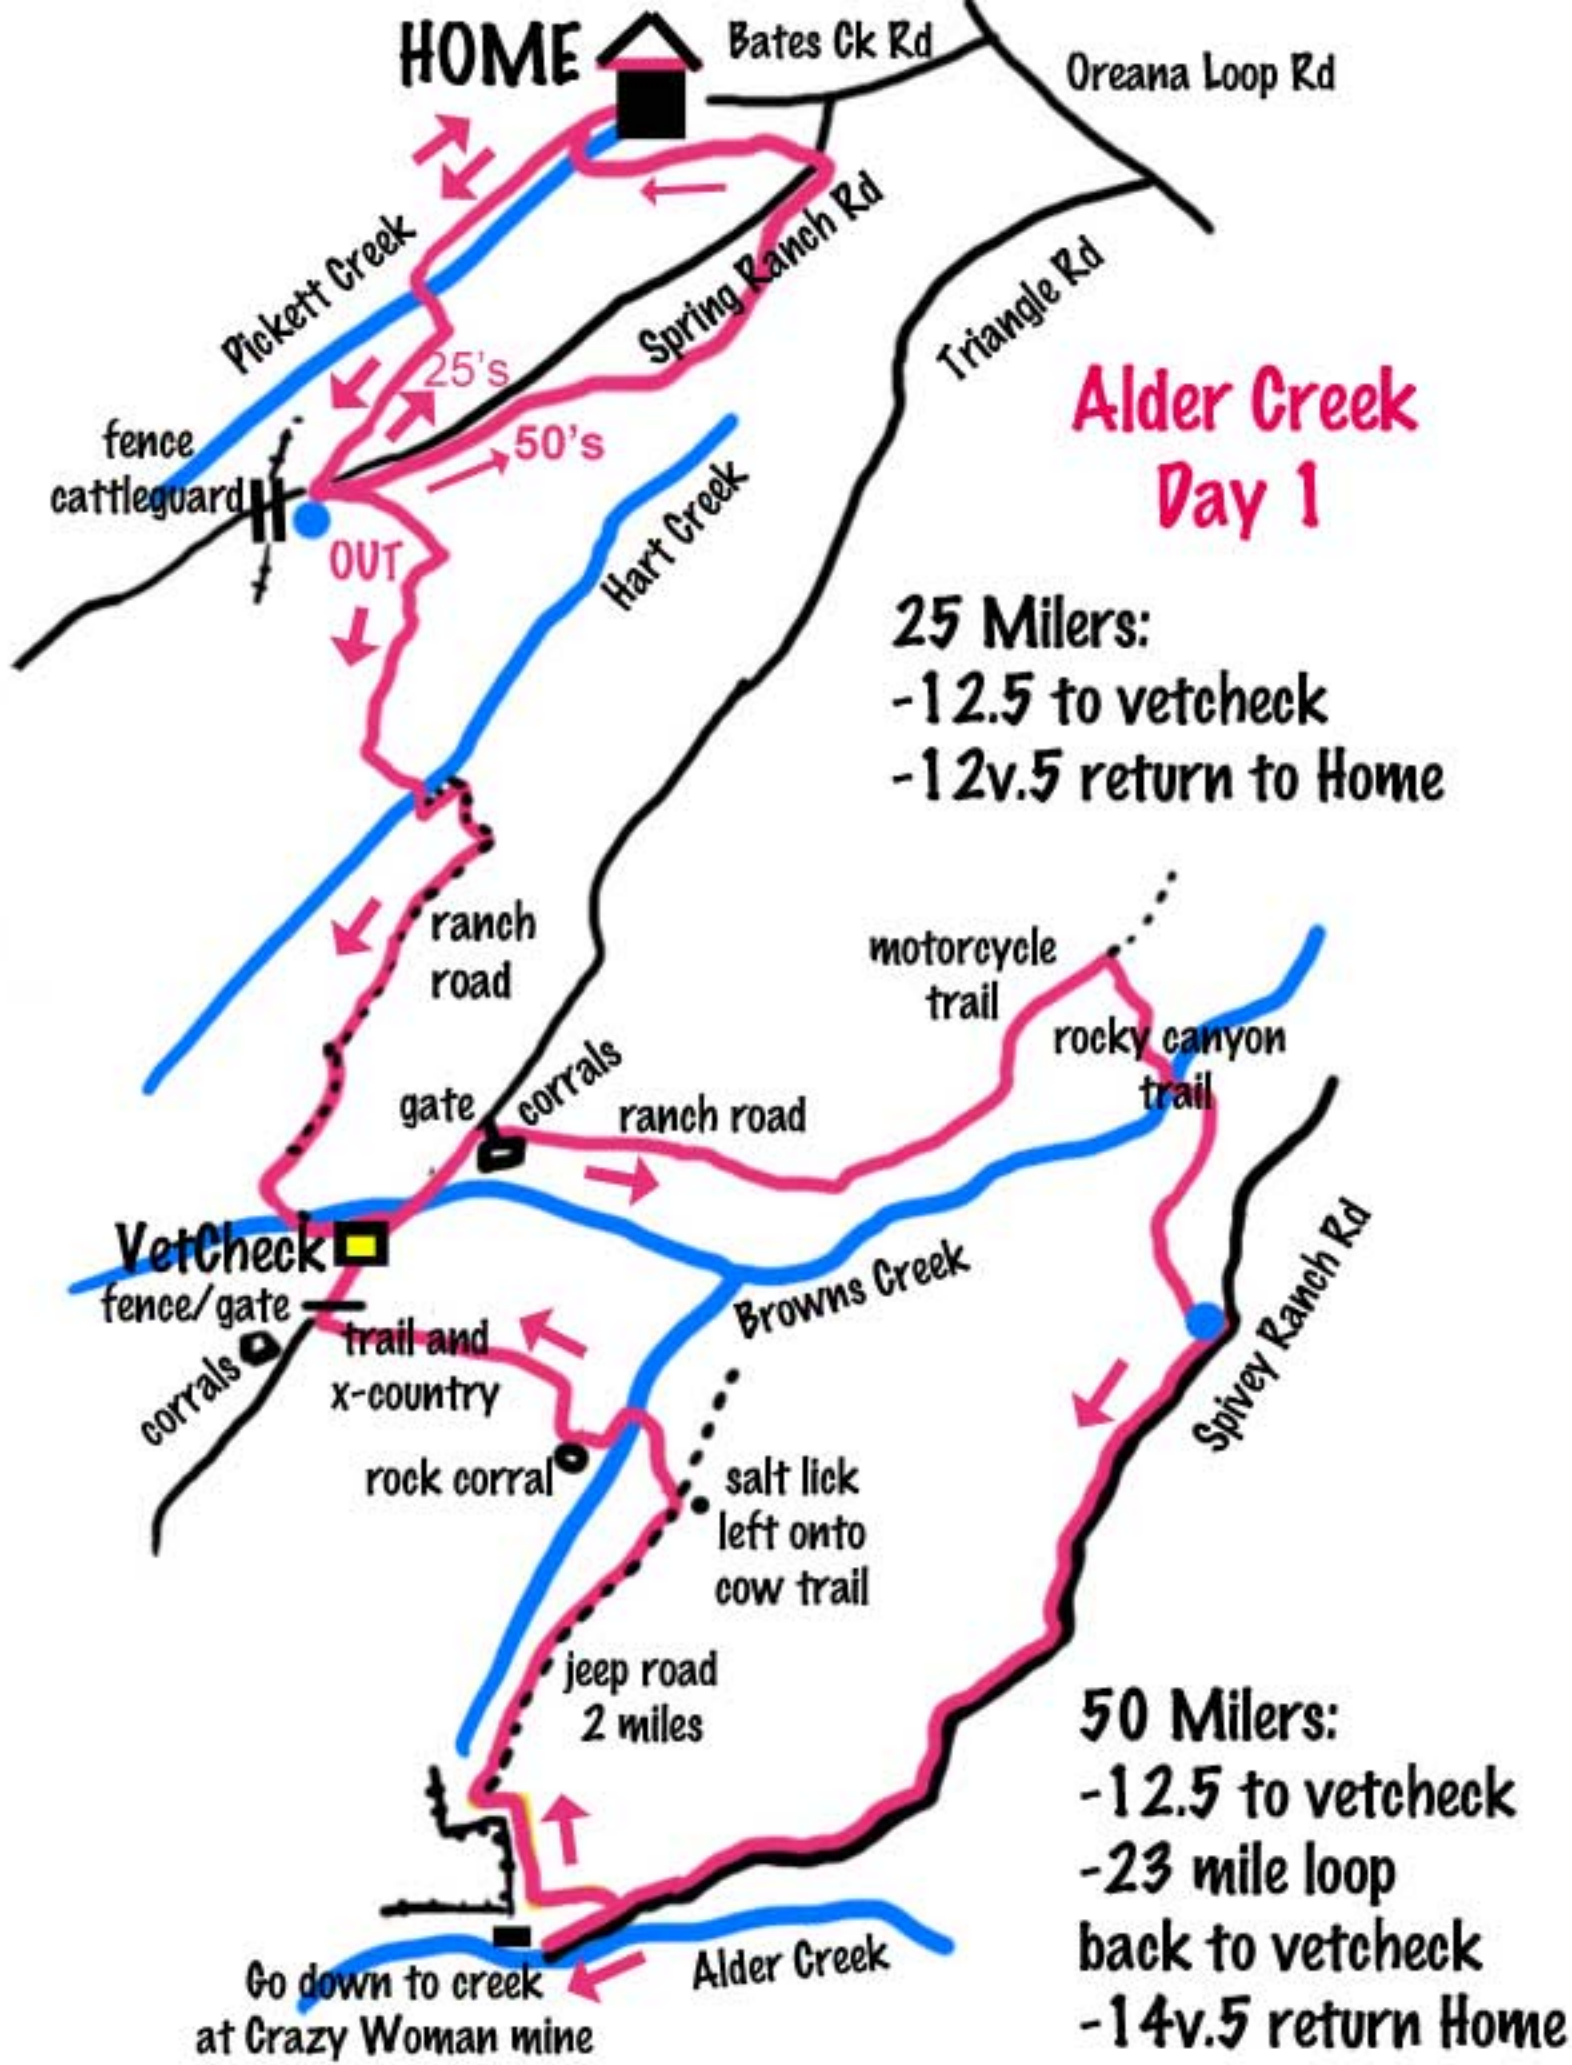 HOME
Bates Ck Rd
Oreana Loop Rd
Pickett Creek
Spring Ranch Rd
Triangle Rd
25's
50's
fence
cattleguard
OUT
Hart Creek
Alder Creek
Day 1
25 Milers:
-12.5 to vetcheck
-12v.5 return to Home
ranch
road
motorcycle
trail
rocky canyon
trail
gate
corrals
ranch road
VetCheck
fence/gate
corrals
trail and
x-country
Browns Creek
Spivey Ranch Rd
rock corral
salt lick
left onto
cow trail
jeep road
2 miles
50 Milers:
-12.5 to vetcheck
-23 mile loop
back to vetcheck
-14v.5 return Home
Alder Creek
Go down to creek
at Crazy Woman mine